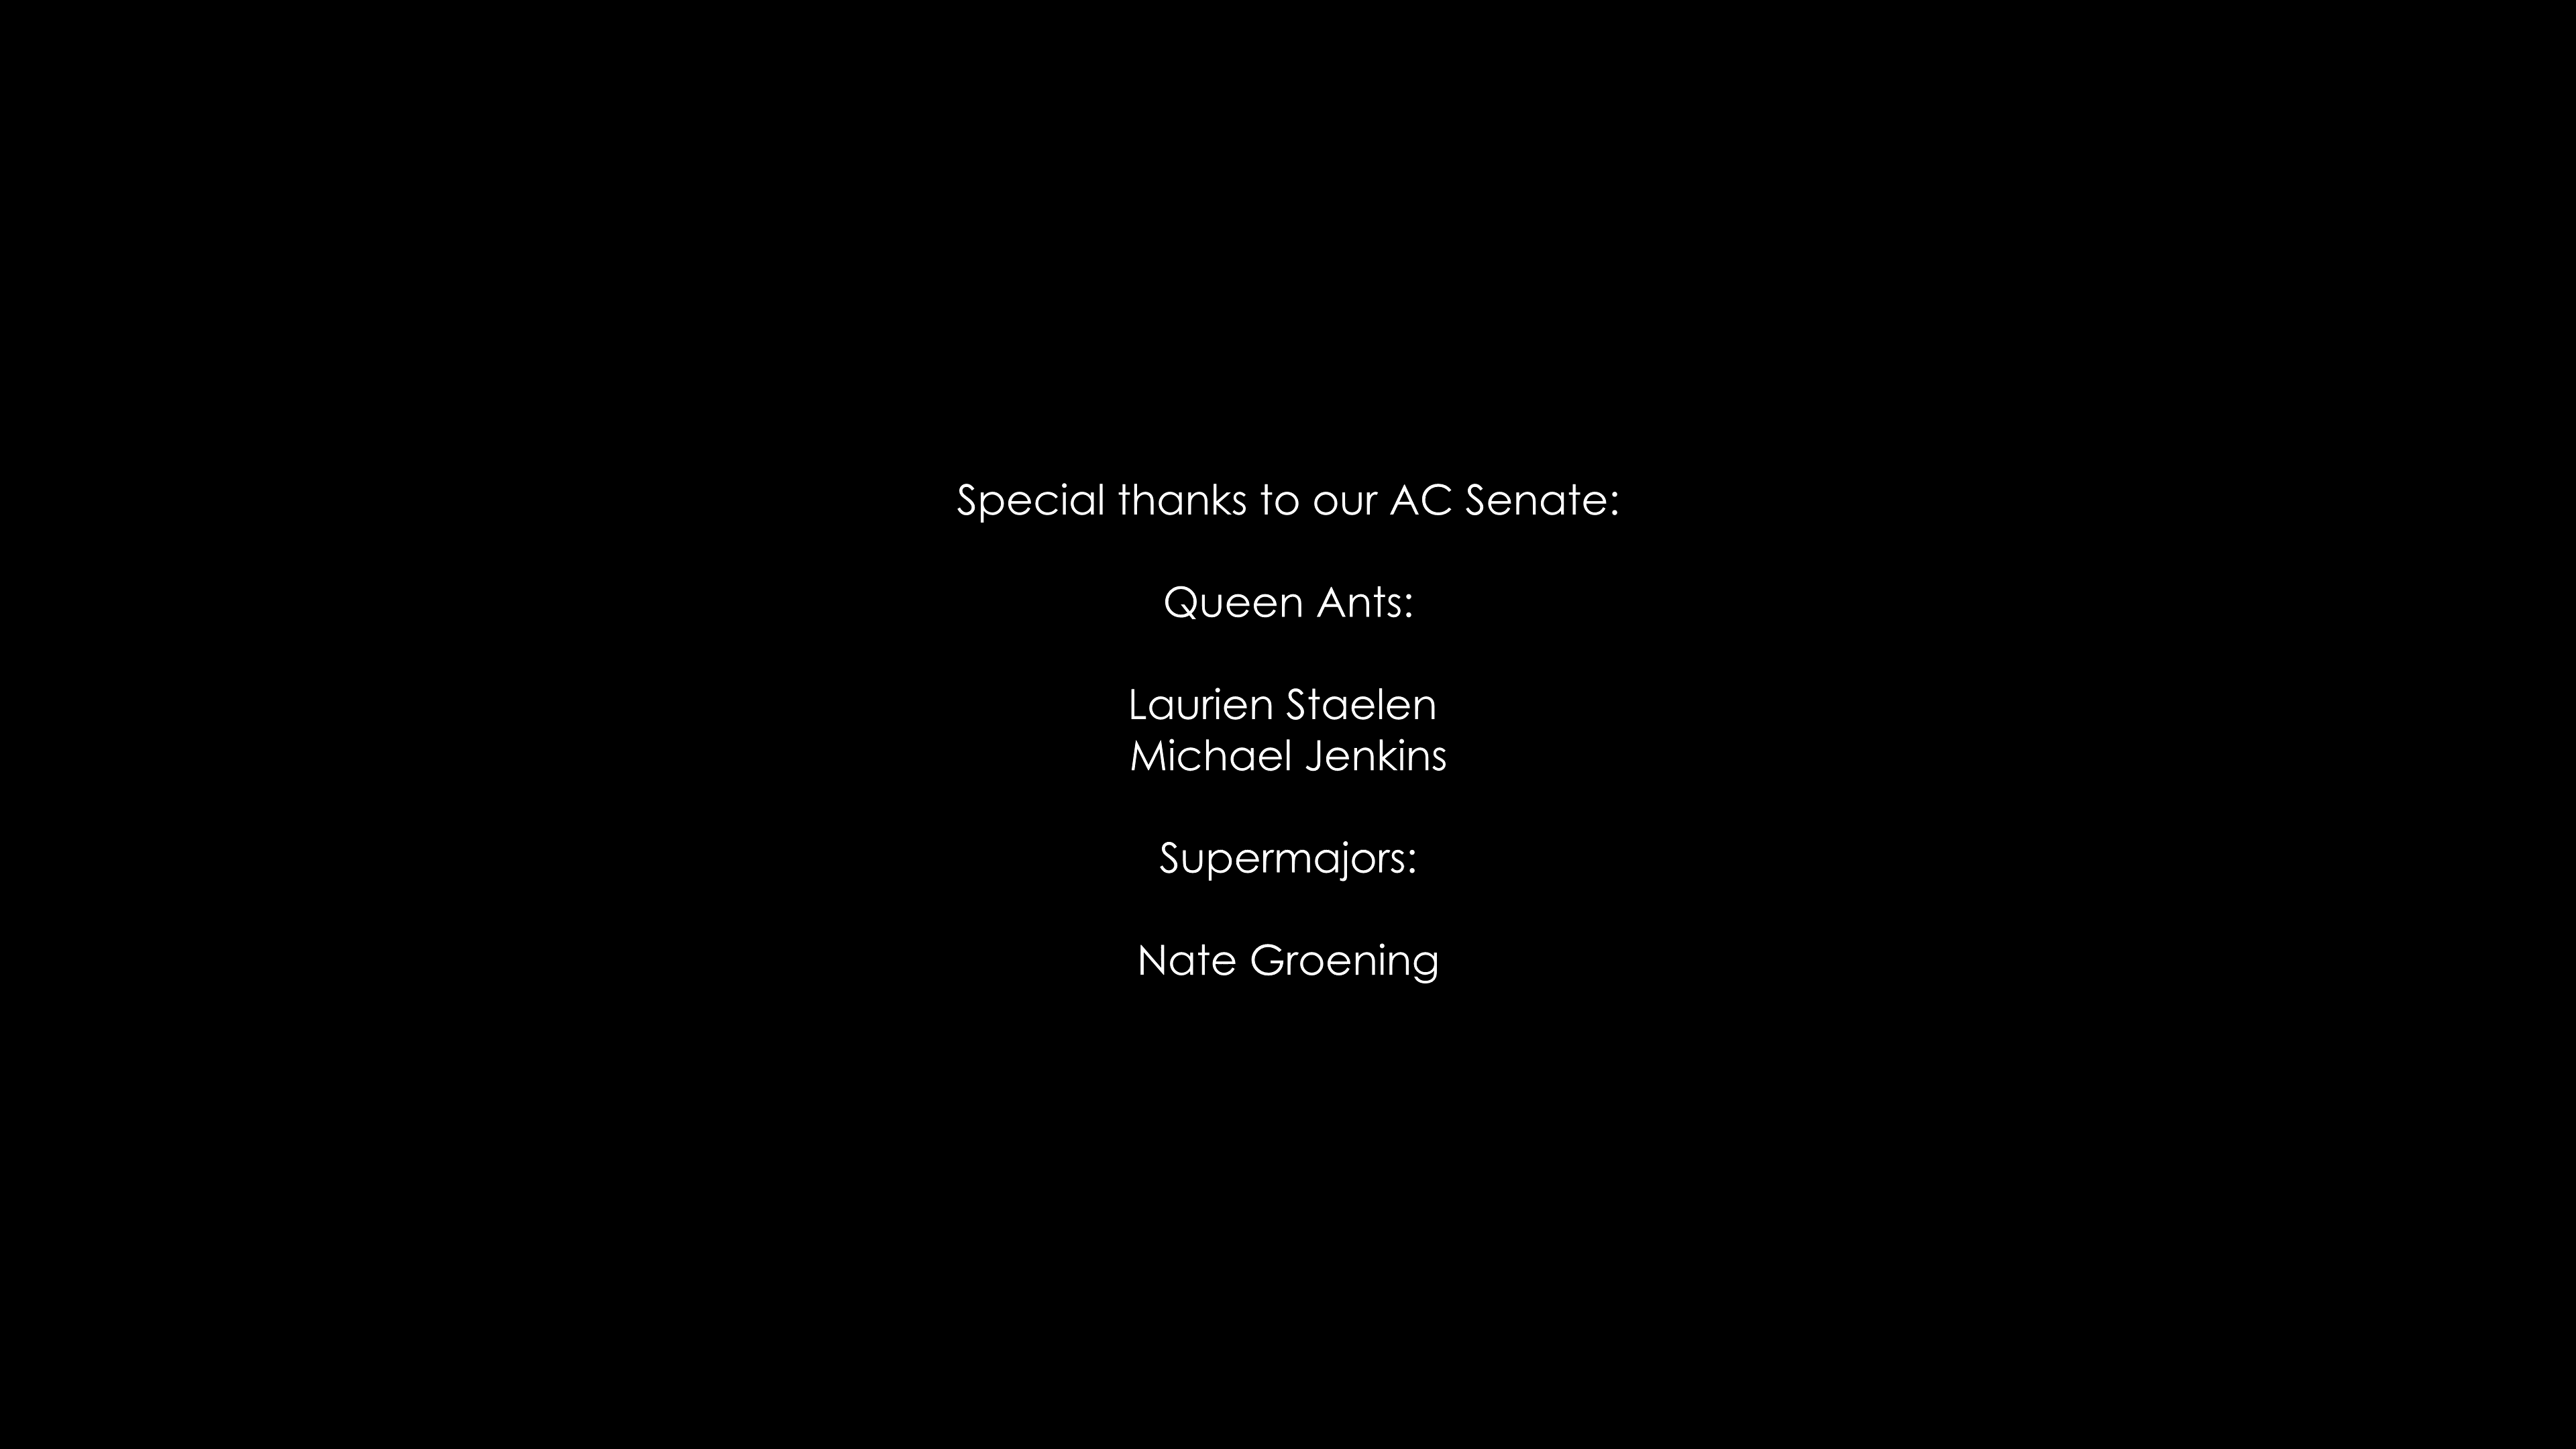 Special thanks to our AC Senate:
Queen Ants:
Laurien Staelen
Michael Jenkins
Supermajors:
Nate Groening